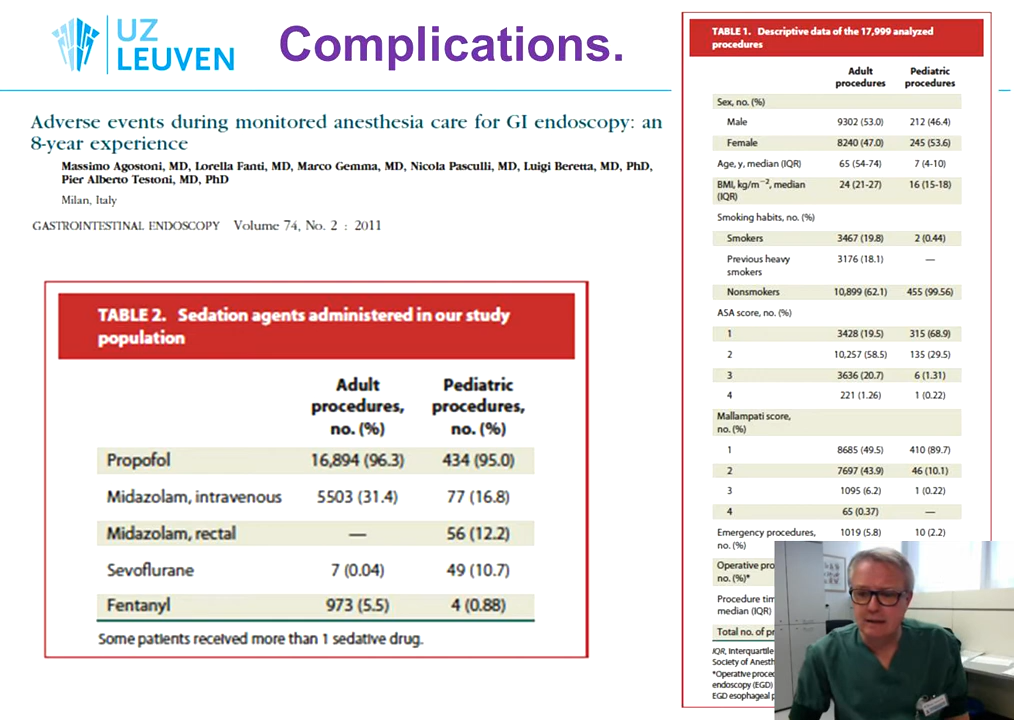 UZ
LEUVEN
Complications.
Adverse events during monitored anesthesia care for GI endoscopy: an
8-year experience
Massimo Agostoni, MD, Lorella Fanti, MD, Marco Gemma, MD, Nicola Pasculli, MD, Luigi Beretta, MD, PhD,
Pier Alberto Testoni, MD, PhD
Milan, Italy
GASTROINTESTINAL ENDOSCOPY Volume 74, No. 2 : 2011
TABLE 2. Sedation agents administered in our study
population
Adult Pediatric
procedures, procedures,
no. (%) no. (%)
Propofol 16,894 (96.3) 434 (95.0)
Midazolam, intravenous 5503 (31.4) 77 (16.8)
Midazolam, rectal — 56 (12.2)
Sevoflurane 7 (0.04) 49 (10.7)
Fentanyl 973 (5.5) 4 (0.88)
Some patients received more than 1 sedative drug.
TABLE 1. Descriptive data of the 17,999 analyzed
procedures
Adult Pediatric
procedures procedures
Sex, no. (%)
Male 9302 (53.0) 212 (46.4)
Female 8240 (47.0) 245 (53.6)
Age, y, median (IQR) 65 (54-74) 7 (4-10)
BMI, kg/m−2, median 24 (21-27) 16 (15-18)
(IQR)
Smoking habits, no. (%)
Smokers 3467 (19.8) 2 (0.44)
Previous heavy 3176 (18.1) —
smokers
Nonsmokers 10,899 (62.1) 455 (99.56)
ASA score, no. (%)
1 3428 (19.5) 315 (68.9)
2 10,257 (58.5) 135 (29.5)
3 3636 (20.7) 6 (1.31)
4 221 (1.26) 1 (0.22)
Mallampati score,
no. (%)
1 8685 (49.5) 410 (89.7)
2 7697 (43.9) 46 (10.1)
3 1095 (6.2) 1 (0.22)
4 65 (0.37) —
Emergency procedures, 1019 (5.8) 10 (2.2)
no. (%)
Operative pro
no. (%)*
Procedure tim
median (IQR)
Total no. of pr
IQR, Interquartile
Society of Anesth
*Operative proced
endoscopy (EGD)
EGD esophageal p